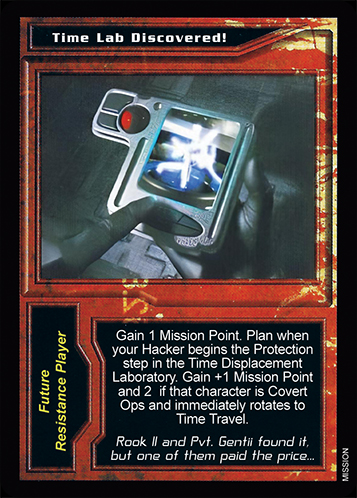 Time Lab Discovered!
Future
Resistance Player
Gain 1 Mission Point. Plan when
your Hacker begins the Protection
step in the Time Displacement
Laboratory. Gain +1 Mission Point
and 2  if that character is Covert
Ops and immediately rotates to
Time Travel.
Rook II and Pvt. Gentii found it,
but one of them paid the price...
MISSION